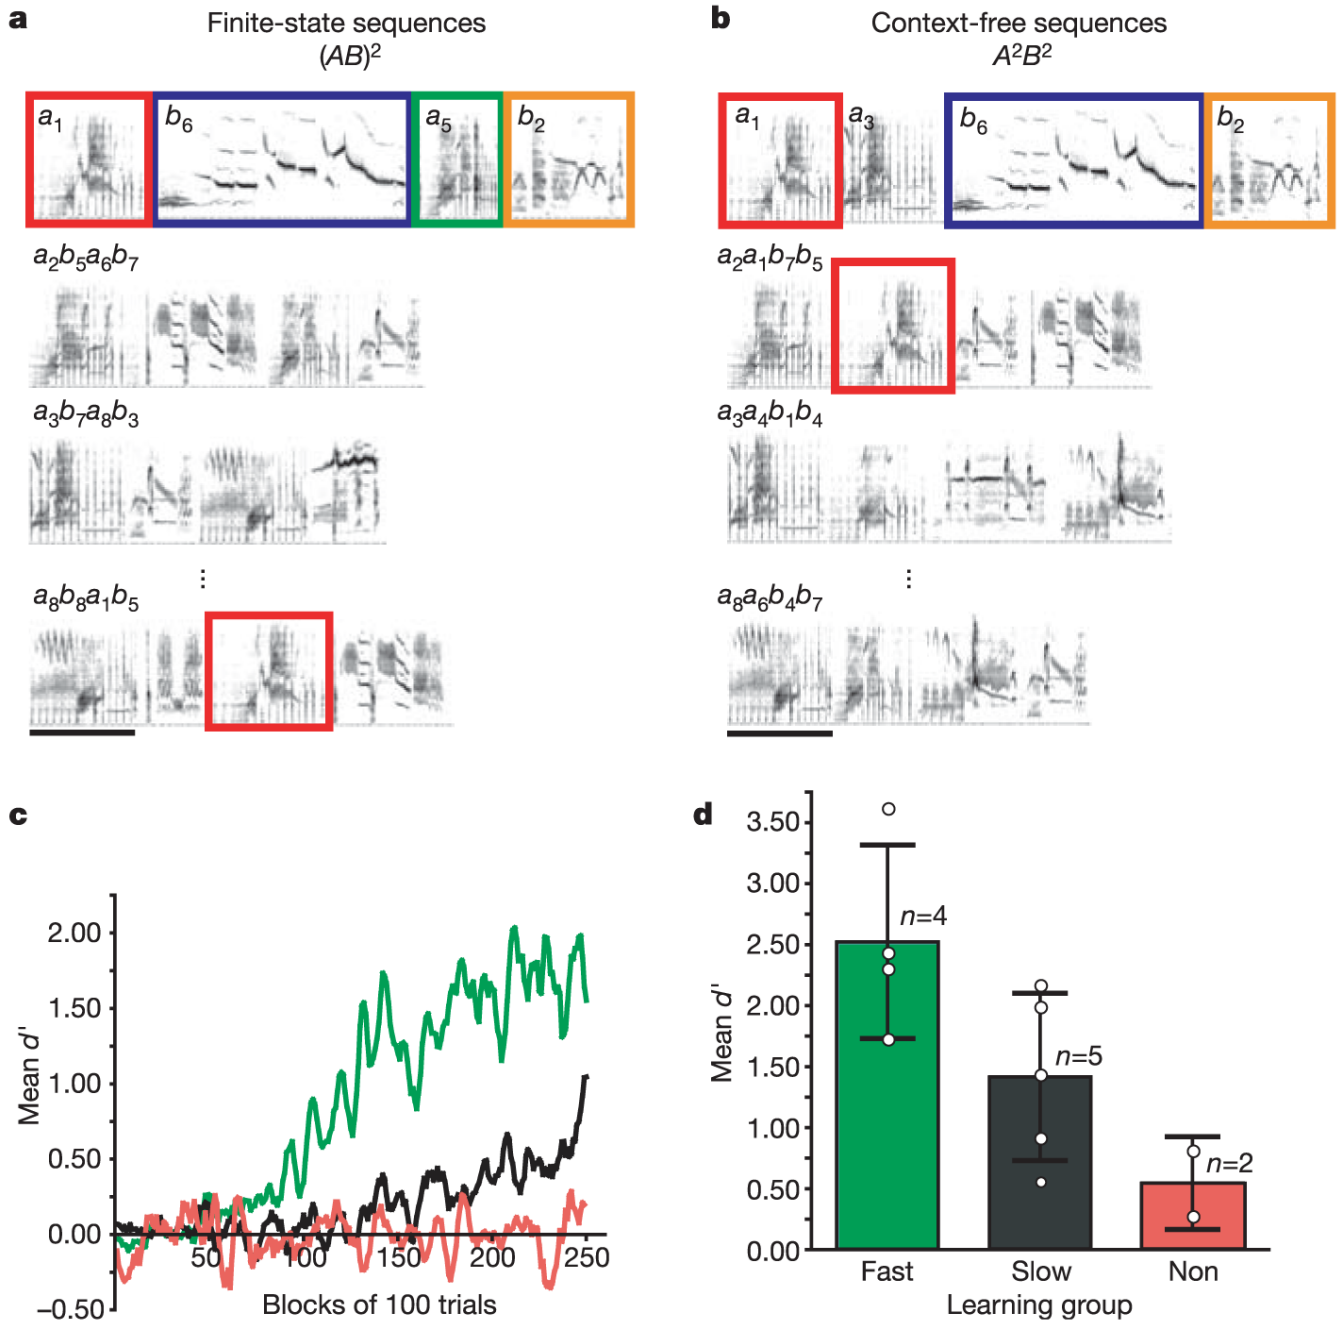 a
Finite-state sequences
(AB)²
a₁ b₆ a₅ b₂
a₂b₅a₆b₇
a₃b₇a₈b₃
⋮
a₈b₈a₁b₅
b
Context-free sequences
A²B²
a₁ a₃ b₆ b₂
a₂a₁b₇b₅
a₃a₄b₁b₄
⋮
a₈a₆b₄b₇
c
Mean d'
2.00
1.50
1.00
0.50
0.00
−0.50
50 100 150 200 250
Blocks of 100 trials
d
Mean d'
3.50
3.00
2.50
2.00
1.50
1.00
0.50
0.00
n=4
n=5
n=2
Fast Slow Non
Learning group